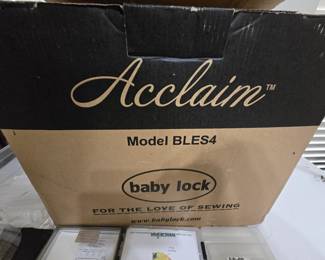 Acclaim™
Model BLES4
baby lock
FOR THE LOVE OF SEWING
www.babylock.com